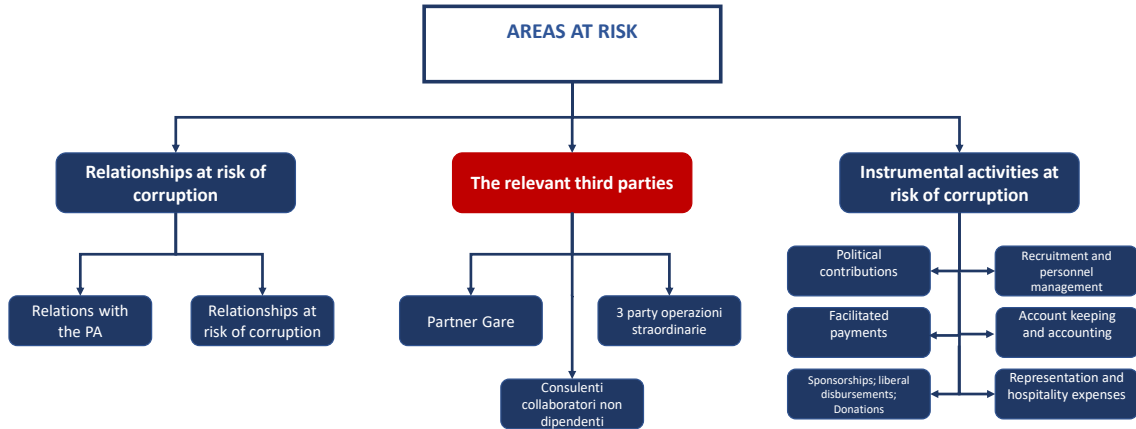 AREAS AT RISK
Relationships at risk of
corruption
The relevant third parties
Instrumental activities at
risk of corruption
Relations with
the PA
Relationships at
risk of corruption
Partner Gare
3 party operazioni
straordinarie
Consulenti
collaboratori non
dipendenti
Political
contributions
Recruitment and
personnel
management
Facilitated
payments
Account keeping
and accounting
Sponsorships; liberal
disbursements;
Donations
Representation and
hospitality expenses